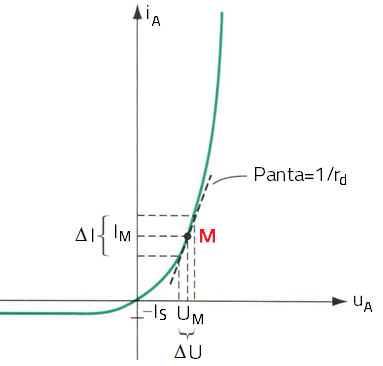 i_A
Panta=1/r_d
ΔI
I_M
M
u_A
-I_S
U_M
ΔU